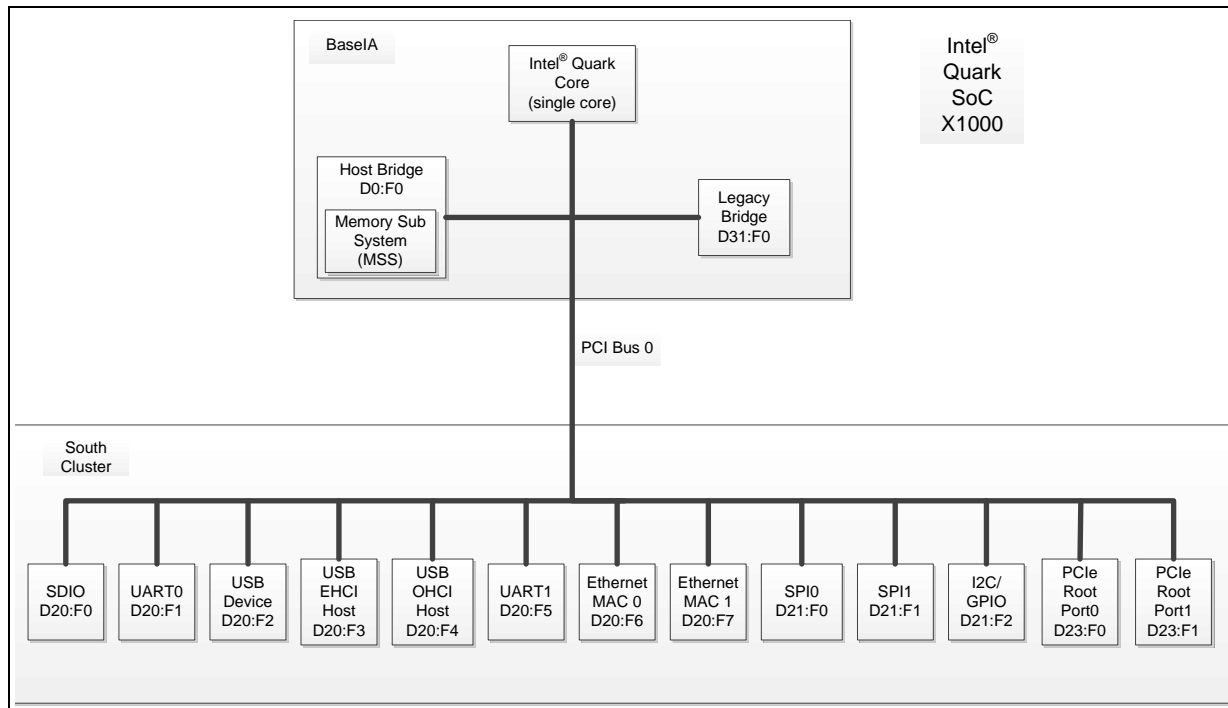 BaseIA
Intel® Quark
Core
(single core)
Intel®
Quark
SoC
X1000
Host Bridge
D0:F0
Memory Sub
System
(MSS)
Legacy
Bridge
D31:F0
PCI Bus 0
South
Cluster
SDIO
D20:F0
UART0
D20:F1
USB
Device
D20:F2
USB
EHCI
Host
D20:F3
USB
OHCI
Host
D20:F4
UART1
D20:F5
Ethernet
MAC 0
D20:F6
Ethernet
MAC 1
D20:F7
SPI0
D21:F0
SPI1
D21:F1
I2C/
GPIO
D21:F2
PCIe
Root
Port0
D23:F0
PCIe
Root
Port1
D23:F1